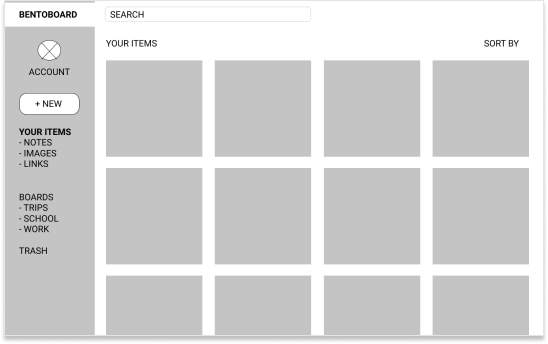 BENTOBOARD
SEARCH
ACCOUNT
+ NEW
YOUR ITEMS
- NOTES
- IMAGES
- LINKS
BOARDS
- TRIPS
- SCHOOL
- WORK
TRASH
YOUR ITEMS
SORT BY